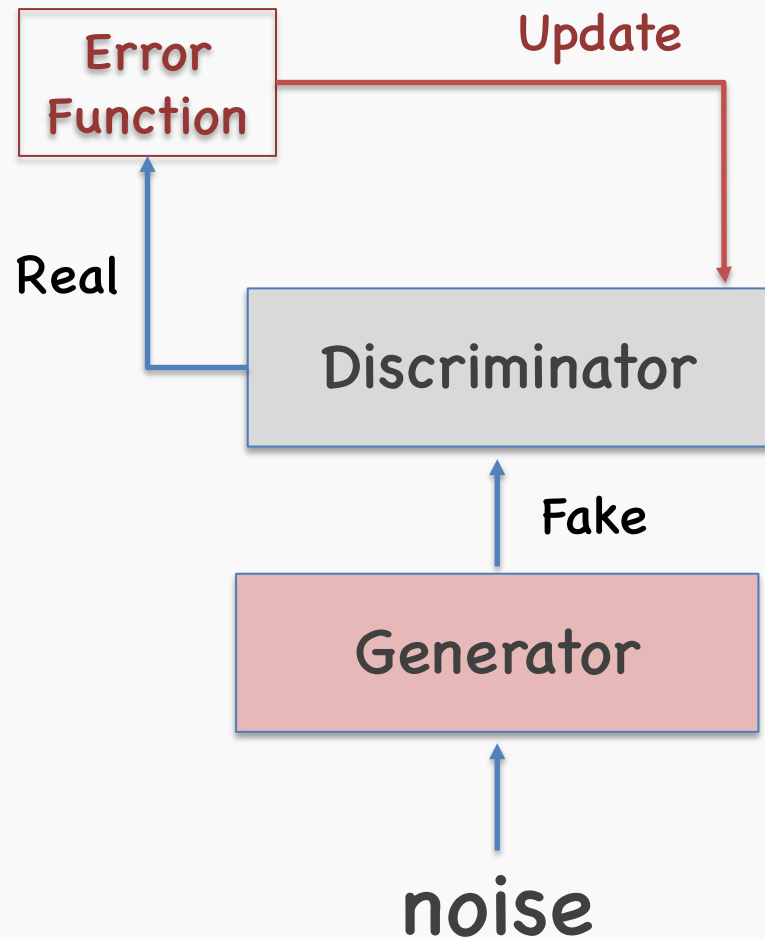 Error
Function
Update
Real
Discriminator
Fake
Generator
noise